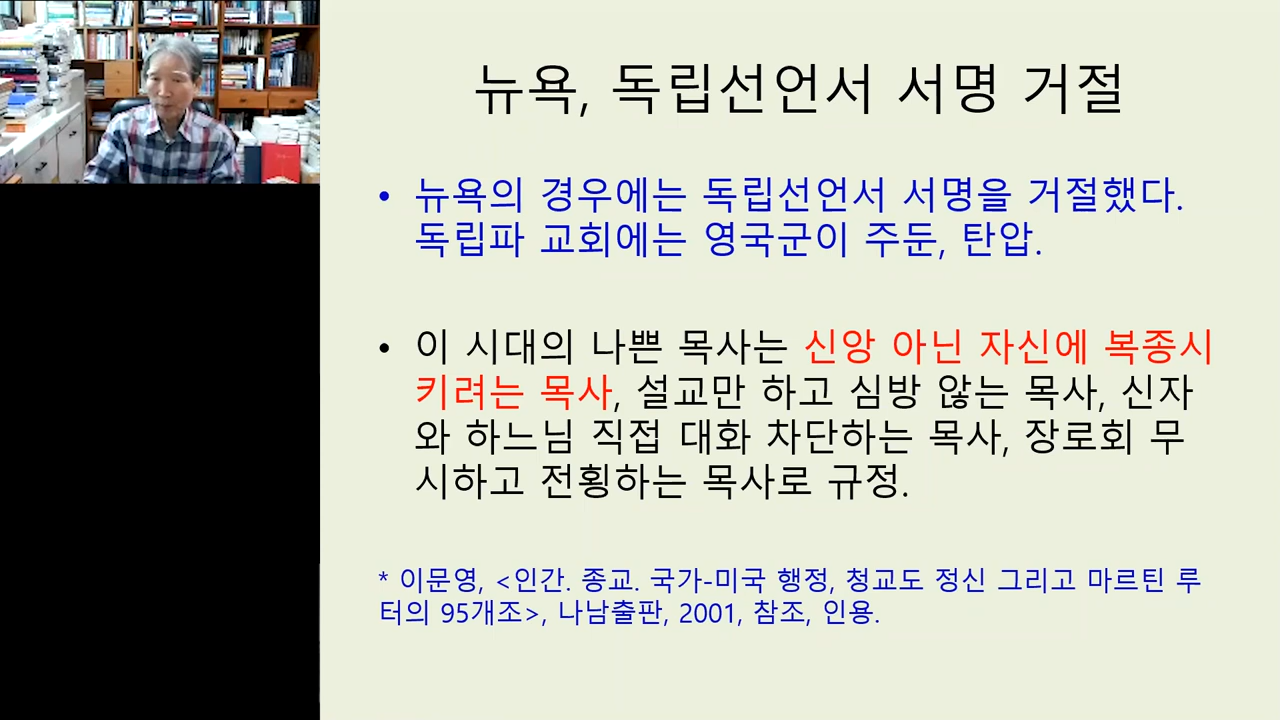 뉴욕, 독립선언서 서명 거절
• 뉴욕의 경우에는 독립선언서 서명을 거절했다.
독립파 교회에는 영국군이 주둔, 탄압.
• 이 시대의 나쁜 목사는 신앙 아닌 자신에 복종시
키려는 목사, 설교만 하고 심방 않는 목사, 신자
와 하느님 직접 대화 차단하는 목사, 장로회 무
시하고 전횡하는 목사로 규정.
* 이문영, <인간. 종교. 국가-미국 행정, 청교도 정신 그리고 마르틴 루
터의 95개조>, 나남출판, 2001, 참조, 인용.